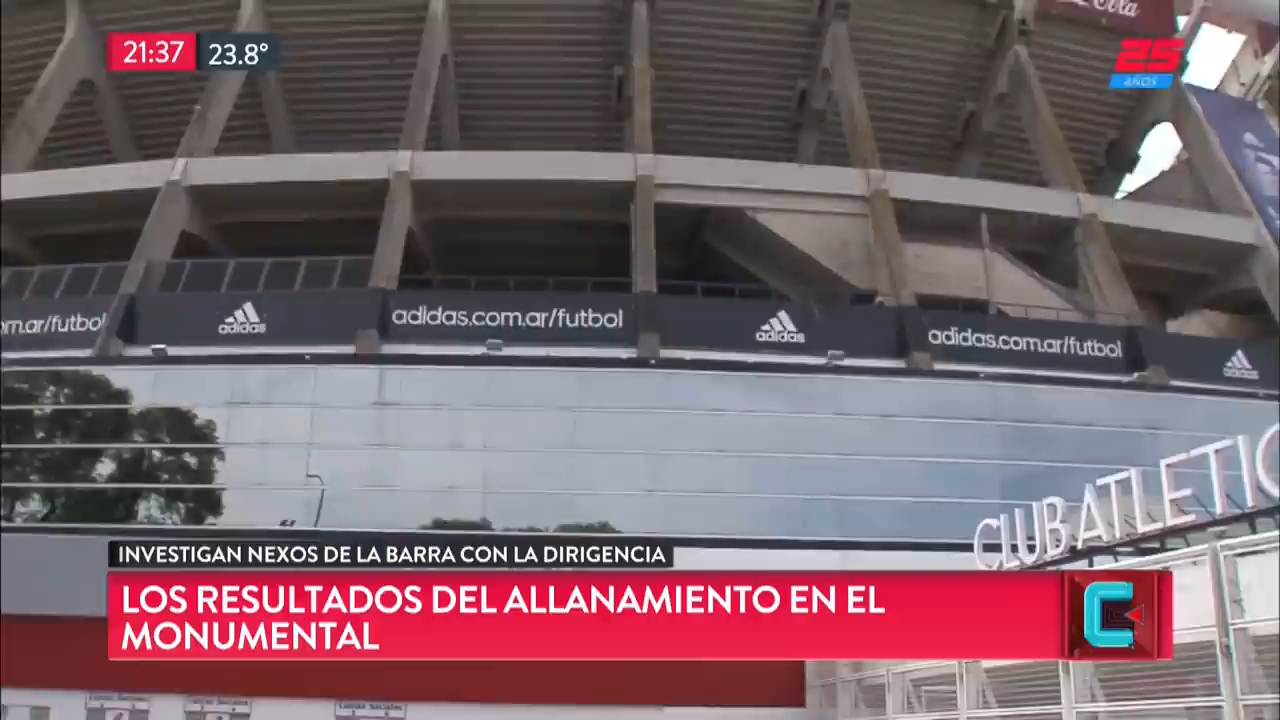 Cola
21:37 23.8°
25
AÑOS
om.ar/futbol
adidas
adidas.com.ar/futbol
adidas
adidas.com.ar/futbol
adidas
CLUB ATLETIC
INVESTIGAN NEXOS DE LA BARRA CON LA DIRIGENCIA
LOS RESULTADOS DEL ALLANAMIENTO EN EL
MONUMENTAL
C